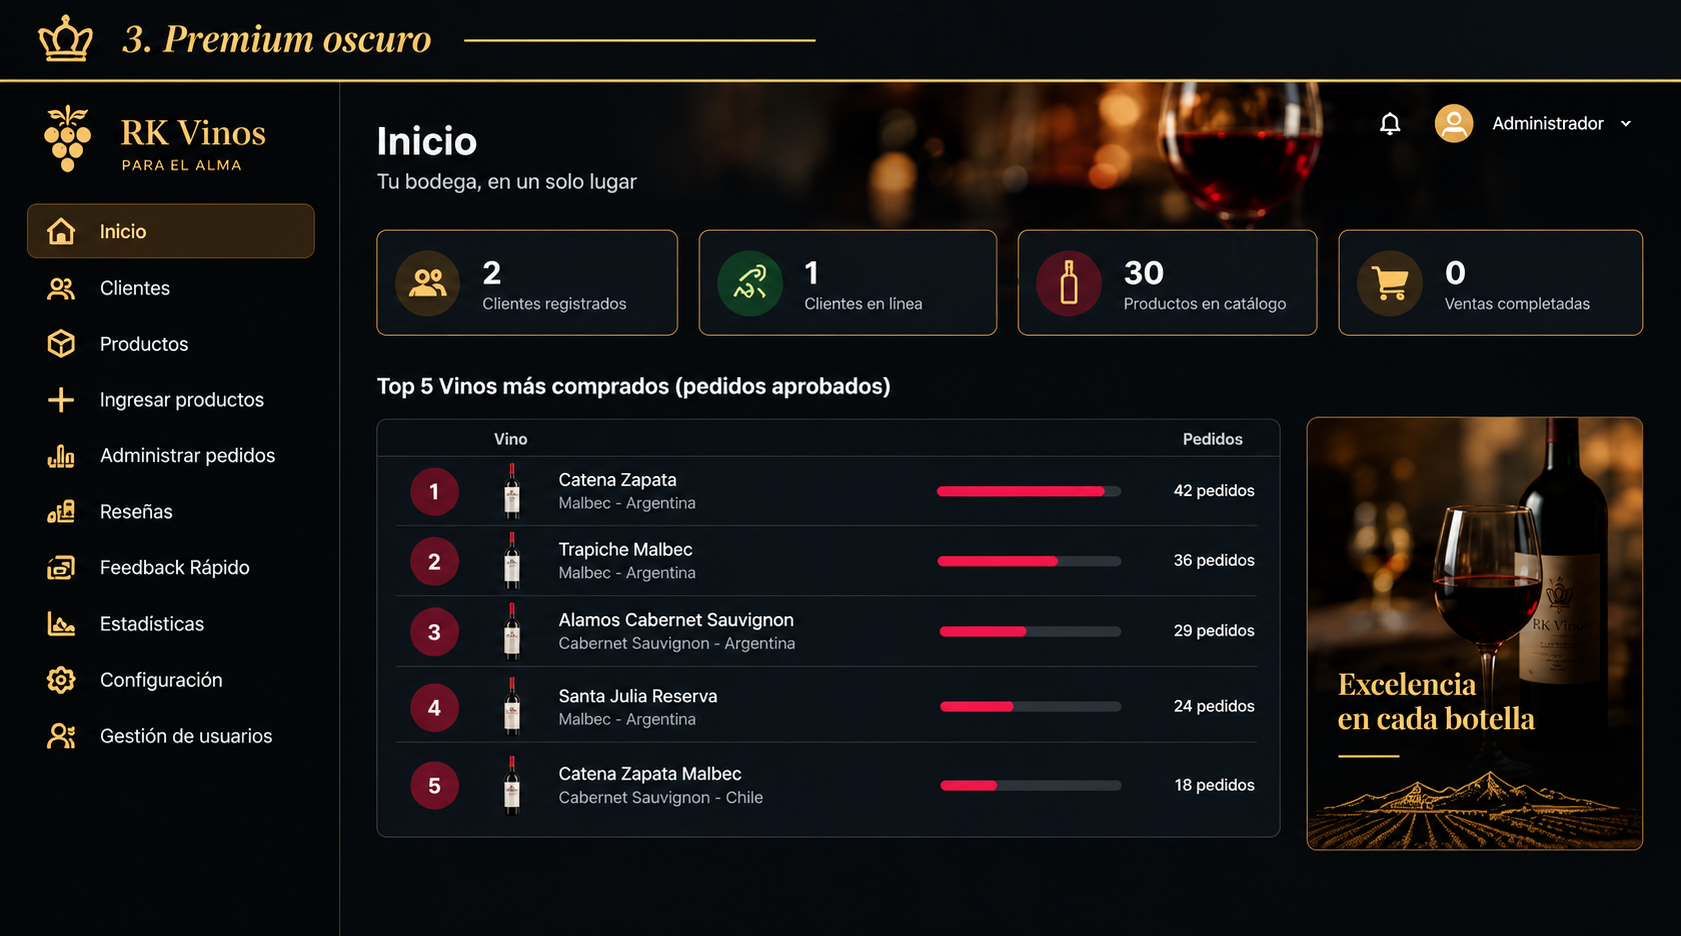 3. Premium oscuro
RK Vinos
PARA EL ALMA
Inicio
Clientes
Productos
Ingresar productos
Administrar pedidos
Reseñas
Feedback Rápido
Estadísticas
Configuración
Gestión de usuarios
Inicio
Tu bodega, en un solo lugar
Administrador
2
Clientes registrados
1
Clientes en línea
30
Productos en catálogo
0
Ventas completadas
Top 5 Vinos más comprados (pedidos aprobados)
Vino Pedidos
1 Catena Zapata 42 pedidos
Malbec - Argentina
2 Trapiche Malbec 36 pedidos
Malbec - Argentina
3 Alamos Cabernet Sauvignon 29 pedidos
Cabernet Sauvignon - Argentina
4 Santa Julia Reserva 24 pedidos
Malbec - Argentina
5 Catena Zapata Malbec 18 pedidos
Cabernet Sauvignon - Chile
RK Vinos
Excelencia
en cada botella